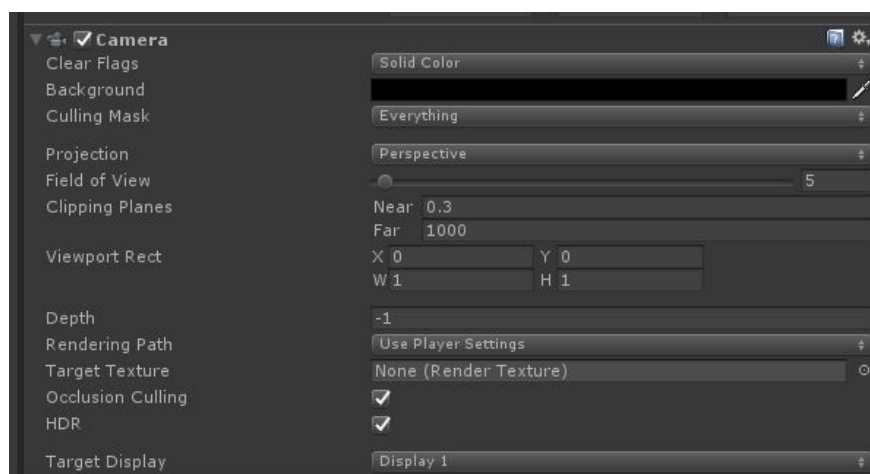 Camera
Clear Flags Solid Color
Background
Culling Mask Everything
Projection Perspective
Field of View 5
Clipping Planes Near 0.3
Far 1000
Viewport Rect X 0 Y 0
W 1 H 1
Depth -1
Rendering Path Use Player Settings
Target Texture None (Render Texture)
Occlusion Culling
HDR
Target Display Display 1